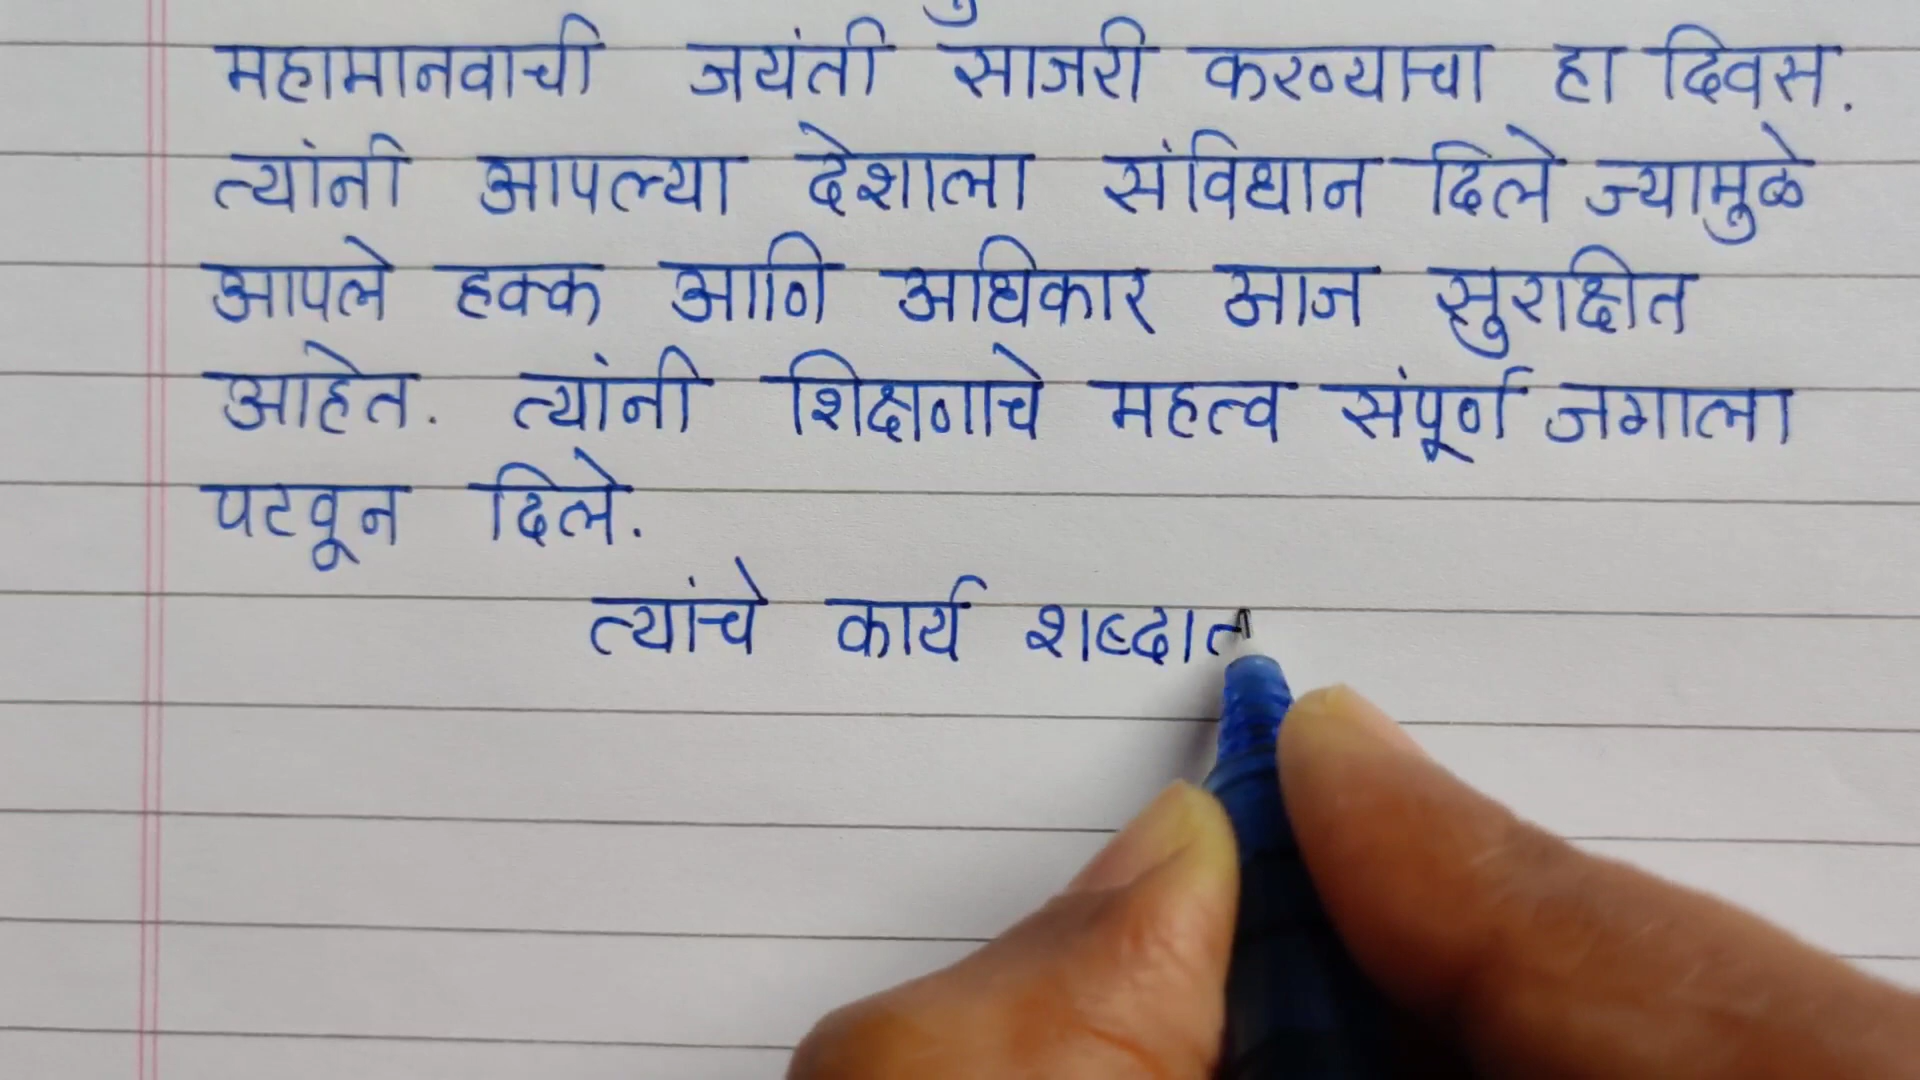 महामानवाची जयंती साजरी करण्याचा हा दिवस.
त्यांनी आपल्या देशाला संविधान दिले ज्यामुळे
आपले हक्क आणि अधिकार आज सुरक्षित
आहेत. त्यांनी शिक्षणाचे महत्व संपूर्ण जगाला
पटवून दिले.
त्यांचे कार्य शब्दात